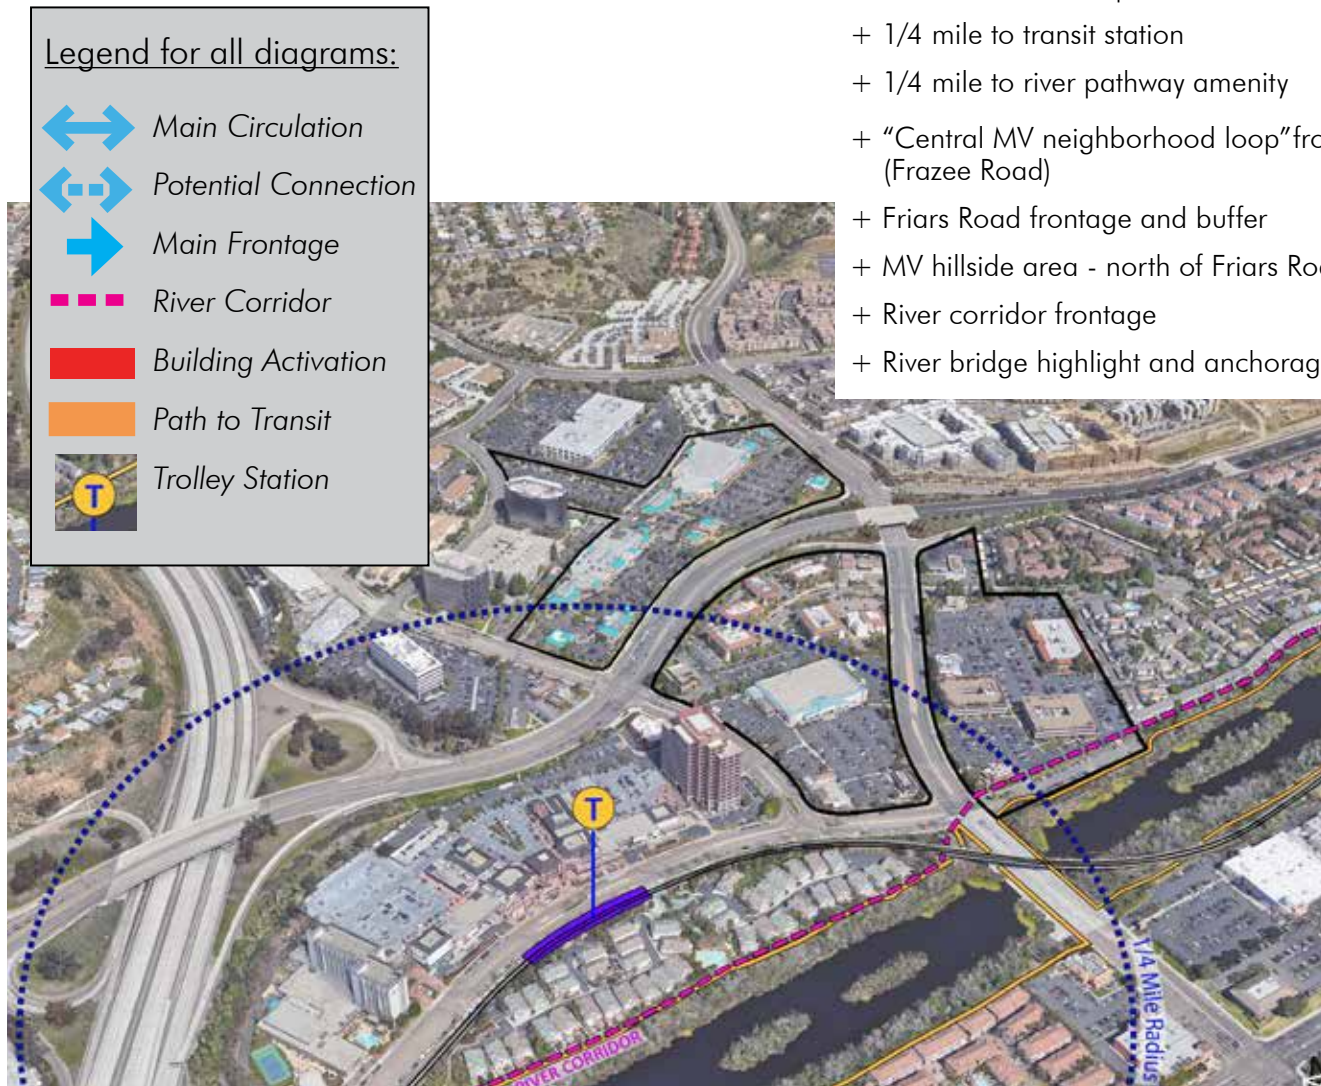 Legend for all diagrams:
Main Circulation
Potential Connection
Main Frontage
River Corridor
Building Activation
Path to Transit
T
Trolley Station
+ 1/4 mile to transit station
+ 1/4 mile to river pathway amenity
+ “Central MV neighborhood loop”
(Frazee Road)
+ Friars Road frontage and buffer
+ MV hillside area - north of Friars
+ River corridor frontage
+ River bridge highlight and
T
1/4 Mile Radius
RIVER CORRIDOR